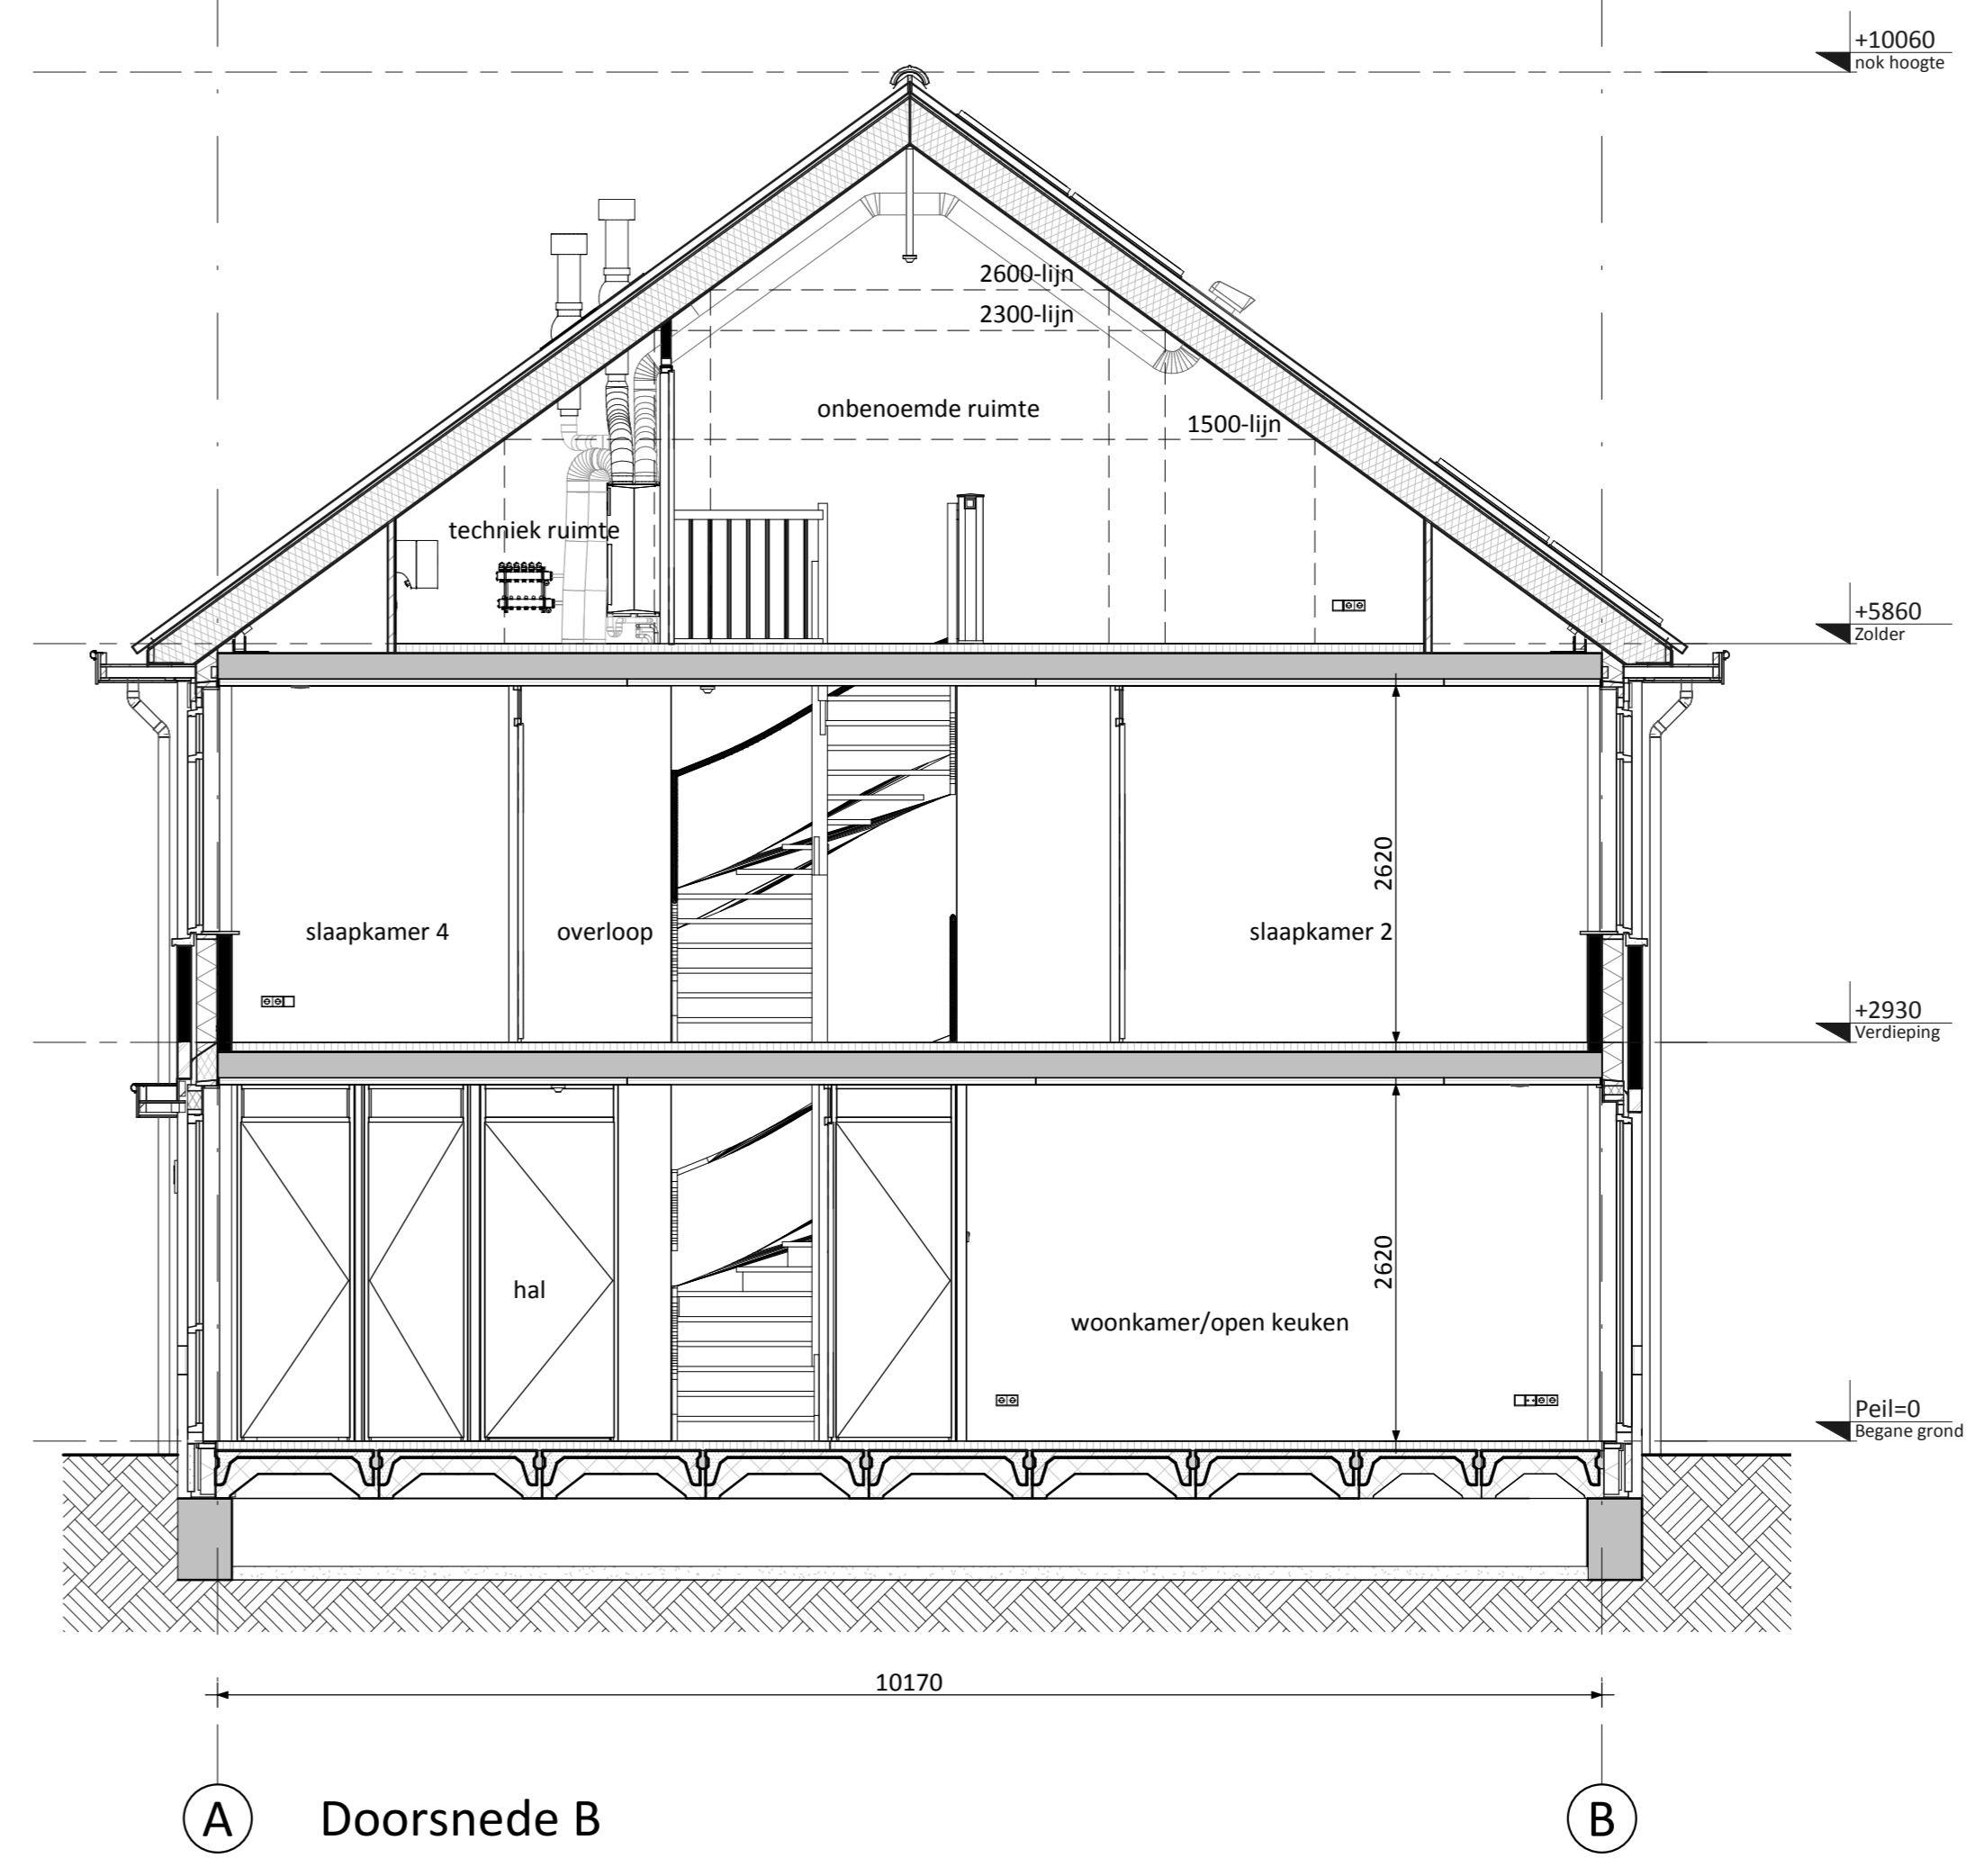 +10060
nok hoogte
2600-lijn
2300-lijn
onbenoemde ruimte
1500-lijn
techniek ruimte
+5860
Zolder
2620
slaapkamer 4
overloop
slaapkamer 2
+2930
Verdieping
2620
hal
woonkamer/open keuken
Peil=0
Begane grond
10170
A
Doorsnede B
B